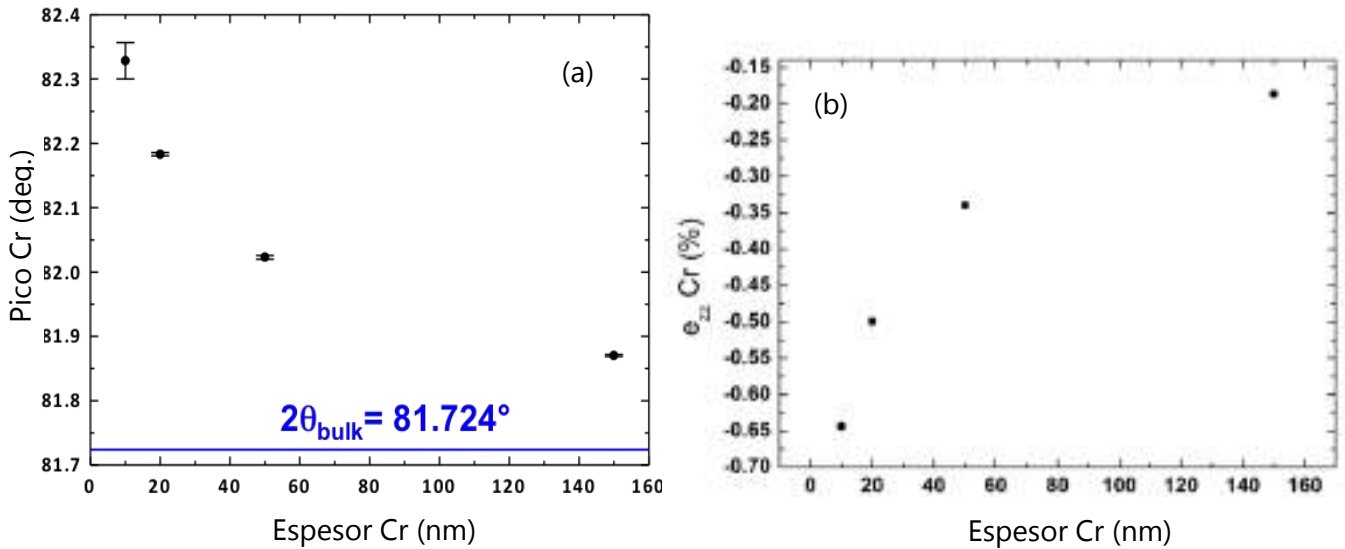 82.4
82.3
82.2
82.1
82.0
81.9
81.8
81.7
Pico Cr (deg.)
(a)
2θbulk= 81.724°
0 20 40 60 80 100 120 140 160
Espesor Cr (nm)
-0.15
-0.20
-0.25
-0.30
-0.35
-0.40
-0.45
-0.50
-0.55
-0.60
-0.65
-0.70
ezz Cr (%)
(b)
0 20 40 60 80 100 120 140 160
Espesor Cr (nm)